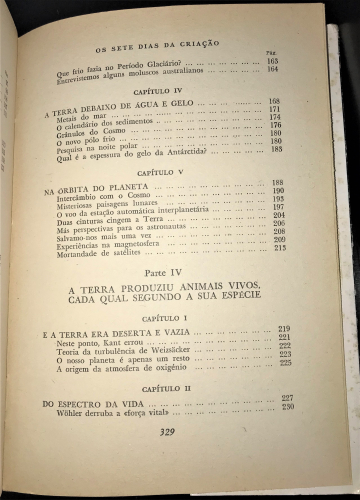 OS SETE DIAS DA CRIAÇÃO
Pág.
Que frio fazia no Período Glaciário? ... ... ... ... ... ... 163
Entrevistemos alguns moluscos australianos ... ... ... ... 164
CAPÍTULO IV
A TERRA DEBAIXO DE ÁGUA E GELO ... ... ... ... ... 168
Metais do mar ... ... ... ... ... ... ... ... ... ... 171
O calendário dos sedimentos .. ... ... ... ... ... ... 174
Grânulos do Cosmo ... ... ... ... ... ... ... ... ... 176
O novo polo frio ... ... ... ... ... ... ... ... ... 180
Pesquisa na noite polar ... ... ... ... ... ... ... ... 180
Qual é a espessura do gelo da Antárctida? ... ... ... ... 183
CAPÍTULO V
NA ORBITA DO PLANETA ... ... ... ... ... ... ... ... 188
Intercâmbio com o Cosmo ... ... ... ... ... ... ... 190
Misteriosas paisagens lunares ... ... ... ... ... ... ... 193
O voo da estação automática interplanetária ... ... ... ... 197
Duas cinturas cingem a Terra ... ... ... ... ... ... ... 204
Más perspectivas para os astronautas ... ... ... ... ... 206
Salvamo-nos mais uma vez ... ... ... ... ... ... ... 208
Experiências na magnetosfera ... ... ... ... ... ... ... 209
Mortandade de satélites ... ... ... ... ... ... ... ... 213
Parte IV
A TERRA PRODUZIU ANIMAIS VIVOS,
CADA QUAL SEGUNDO A SUA ESPÉCIE
CAPÍTULO I
E A TERRA ERA DESERTA E VAZIA ... ... ... ... ... ... 219
Neste ponto, Kant errou ... ... ... ... ... ... ... ... 221
Teoria da turbulência de Weizsäcker ... ... ... ... ... 222
O nosso planeta é apenas um resto ... ... ... ... ... 223
A origem da atmosfera de oxigénio ... ... ... ... ... 225
CAPÍTULO II
DO ESPECTRO DA VIDA ... ... ... ... ... ... ... ... 227
Wöhler derruba a «força vital» ... ... ... ... ... ... 230
329